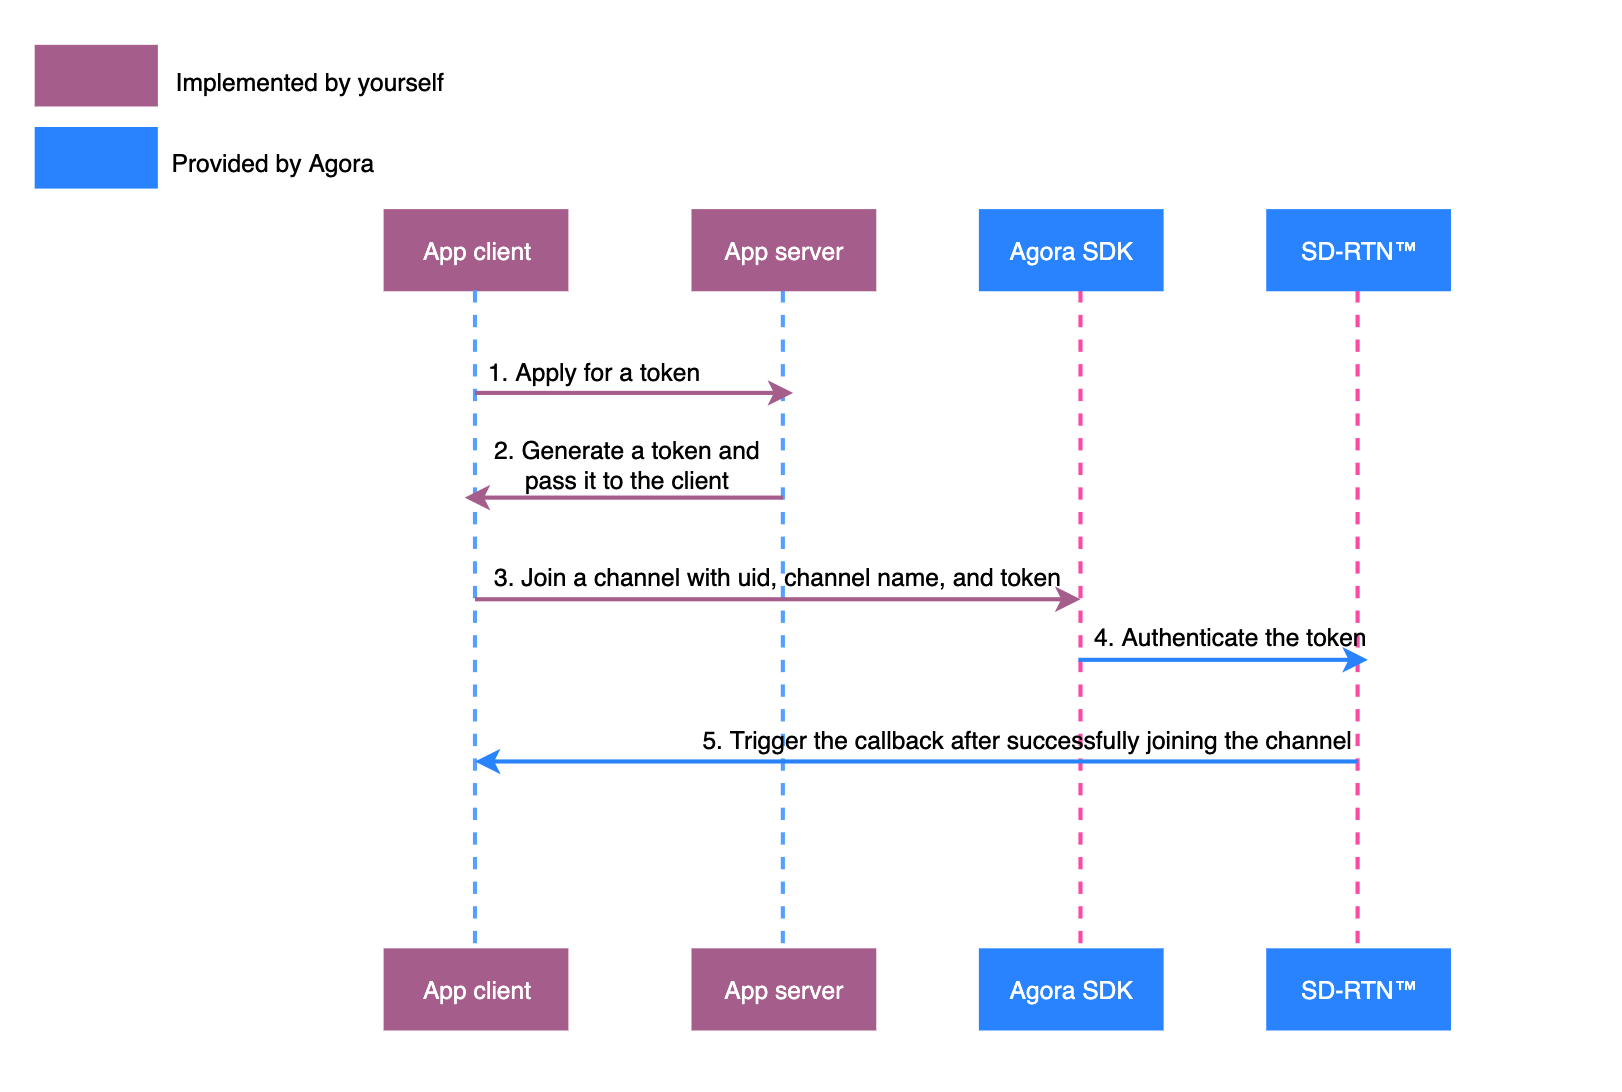 Implemented by yourself
Provided by Agora
App client
App server
Agora SDK
SD-RTN™
1. Apply for a token
2. Generate a token and
pass it to the client
3. Join a channel with uid, channel name, and token
4. Authenticate the token
5. Trigger the callback after successfully joining the channel
App client
App server
Agora SDK
SD-RTN™